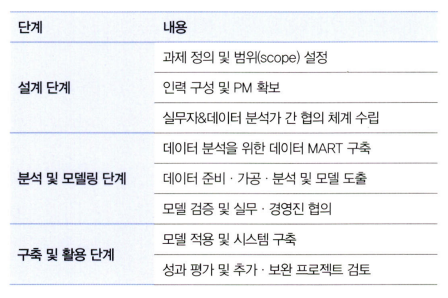 단계 내용
과제 정의 및 범위(scope) 설정
설계 단계 인력 구성 및 PM 확보
실무자&데이터 분석가 간 협의 체계 수립
데이터 분석을 위한 데이터 MART 구축
분석 및 모델링 단계 데이터 준비 · 가공 · 분석 및 모델 도출
모델 검증 및 실무 · 경영진 협의
구축 및 활용 단계 모델 적용 및 시스템 구축
성과 평가 및 추가 · 보완 프로젝트 검토